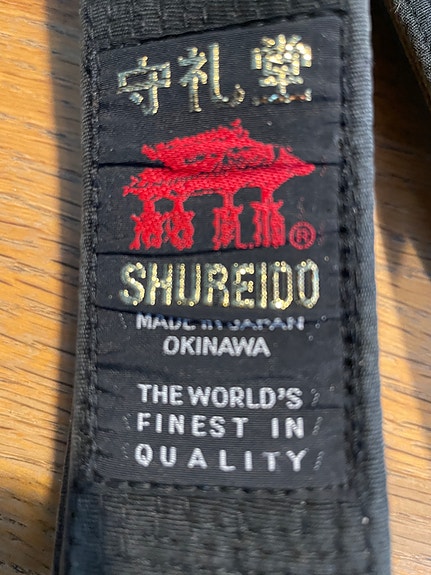 守礼堂
®
SHUREIDO
MADE IN JAPAN
OKINAWA
THE WORLD'S
FINEST IN
QUALITY